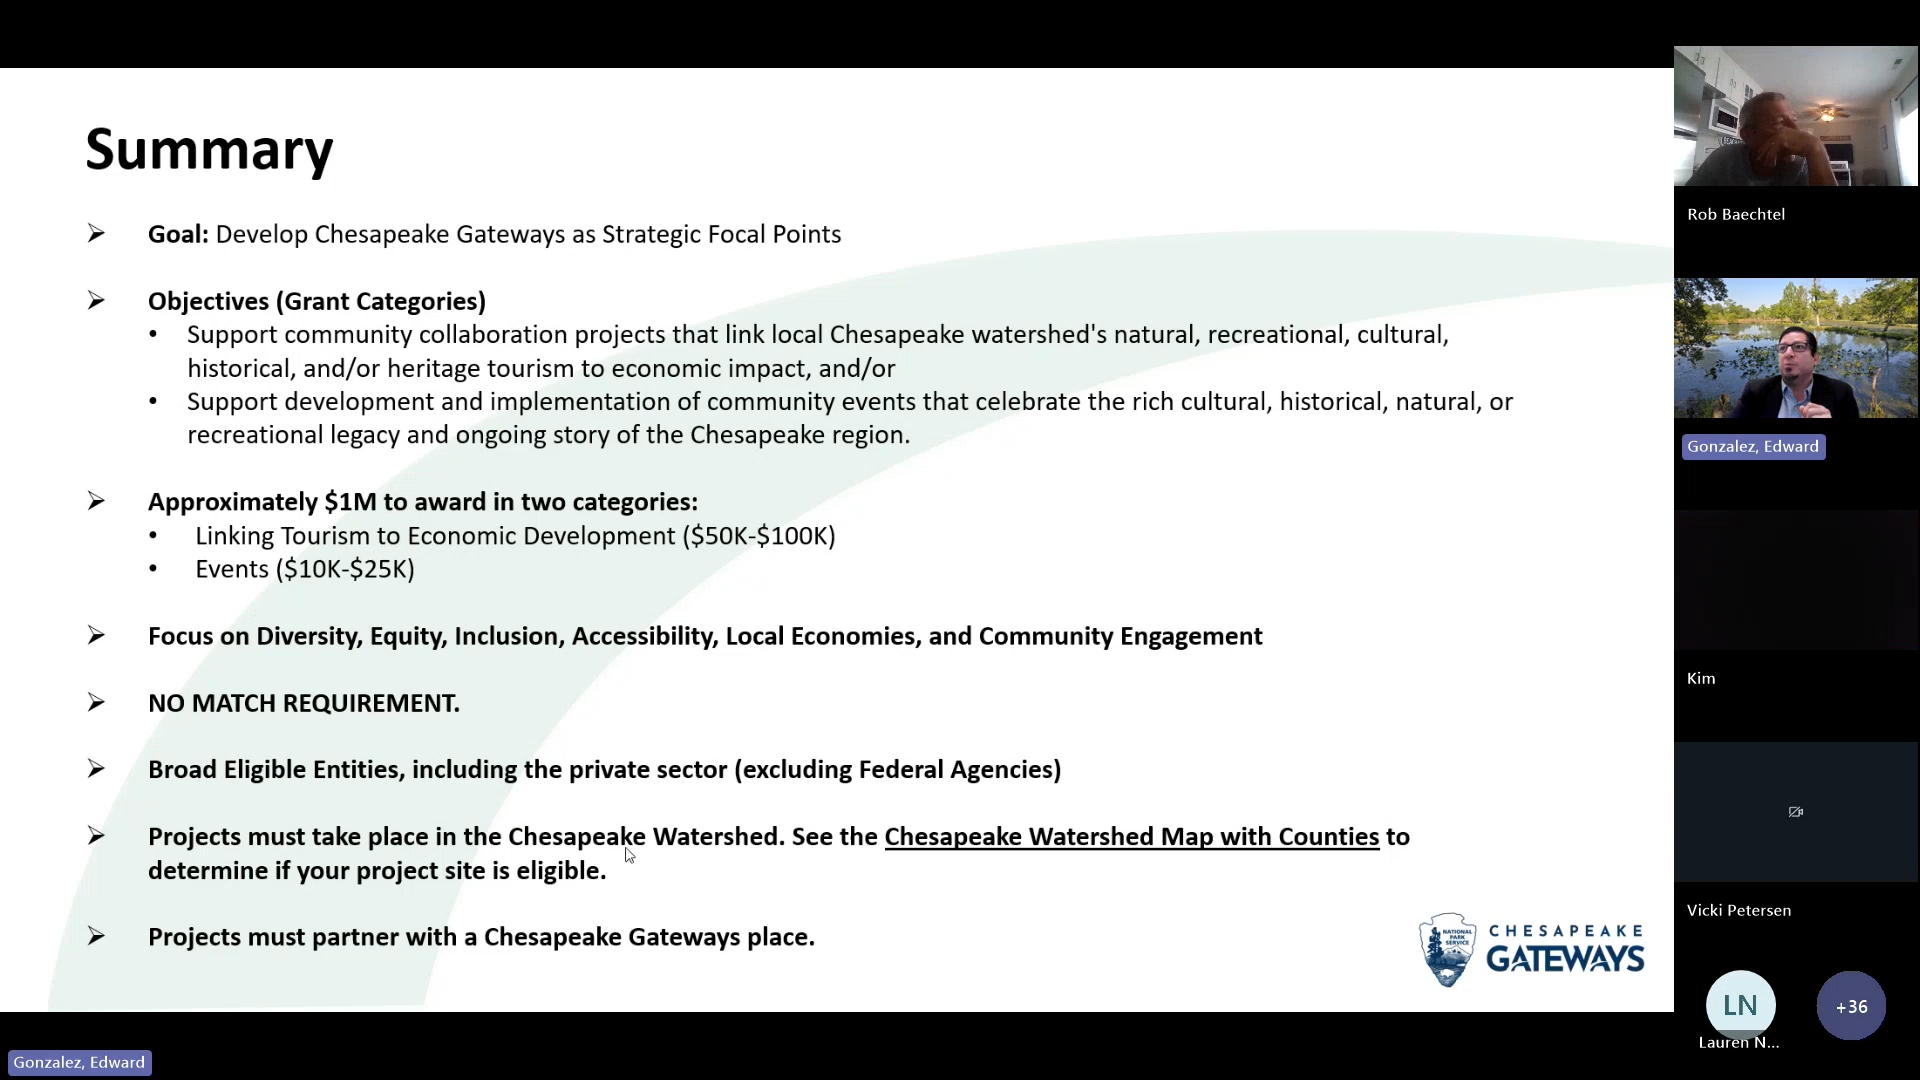 Summary
➢ Goal: Develop Chesapeake Gateways as Strategic Focal Points
➢ Objectives (Grant Categories)
• Support community collaboration projects that link local Chesapeake watershed's natural, recreational, cultural,
historical, and/or heritage tourism to economic impact, and/or
• Support development and implementation of community events that celebrate the rich cultural, historical, natural, or
recreational legacy and ongoing story of the Chesapeake region.
➢ Approximately $1M to award in two categories:
• Linking Tourism to Economic Development ($50K-$100K)
• Events ($10K-$25K)
➢ Focus on Diversity, Equity, Inclusion, Accessibility, Local Economies, and Community Engagement
➢ NO MATCH REQUIREMENT.
➢ Broad Eligible Entities, including the private sector (excluding Federal Agencies)
➢ Projects must take place in the Chesapeake Watershed. See the Chesapeake Watershed Map with Counties to
determine if your project site is eligible.
➢ Projects must partner with a Chesapeake Gateways place.
NATIONAL
PARK
SERVICE
CHESAPEAKE
GATEWAYS
Rob Baechtel
Gonzalez, Edward
Kim
Vicki Petersen
LN
+36
Lauren N...
Gonzalez, Edward